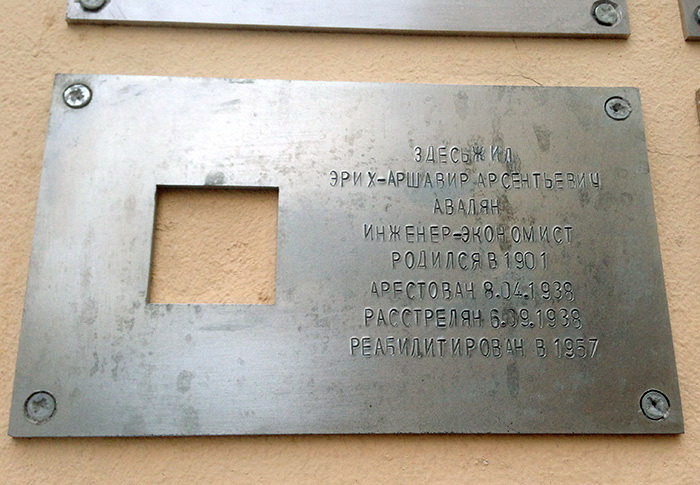 ЗДЕСЬ ЖИЛ
ЭРИХ-АРШАВИР АРСЕНТЬЕВИЧ
АВАЛЯН
ИНЖЕНЕР-ЭКОНОМИСТ
РОДИЛСЯ В 1901
АРЕСТОВАН 8.04.1938
РАССТРЕЛЯН 6.09.1938
РЕАБИЛИТИРОВАН В 1957